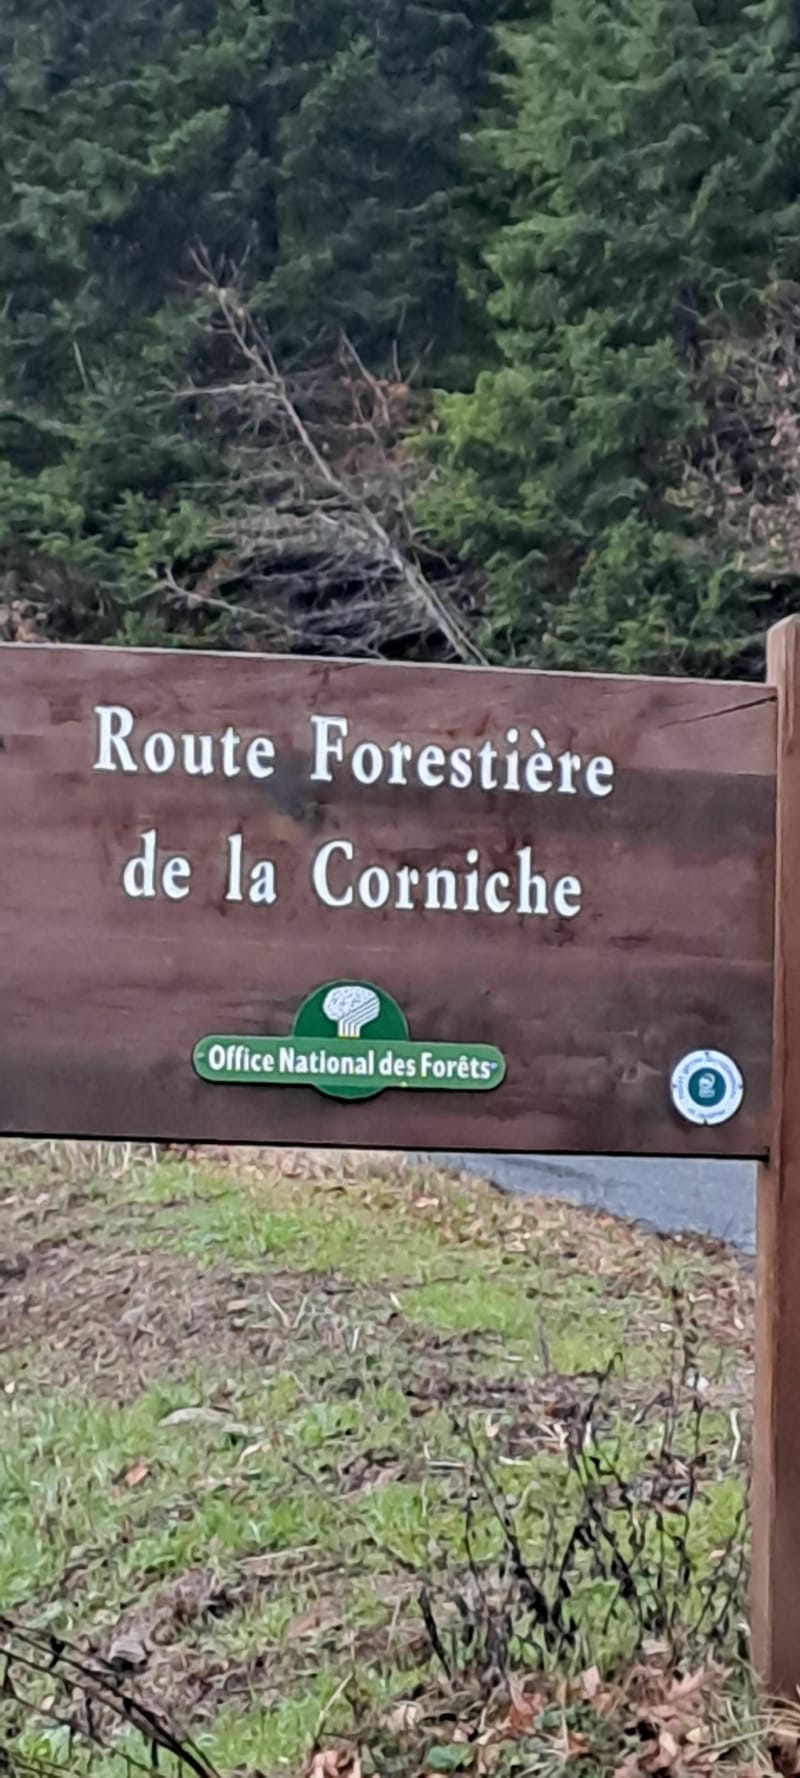 Route Forestière
de la Corniche
Office National des Forêts